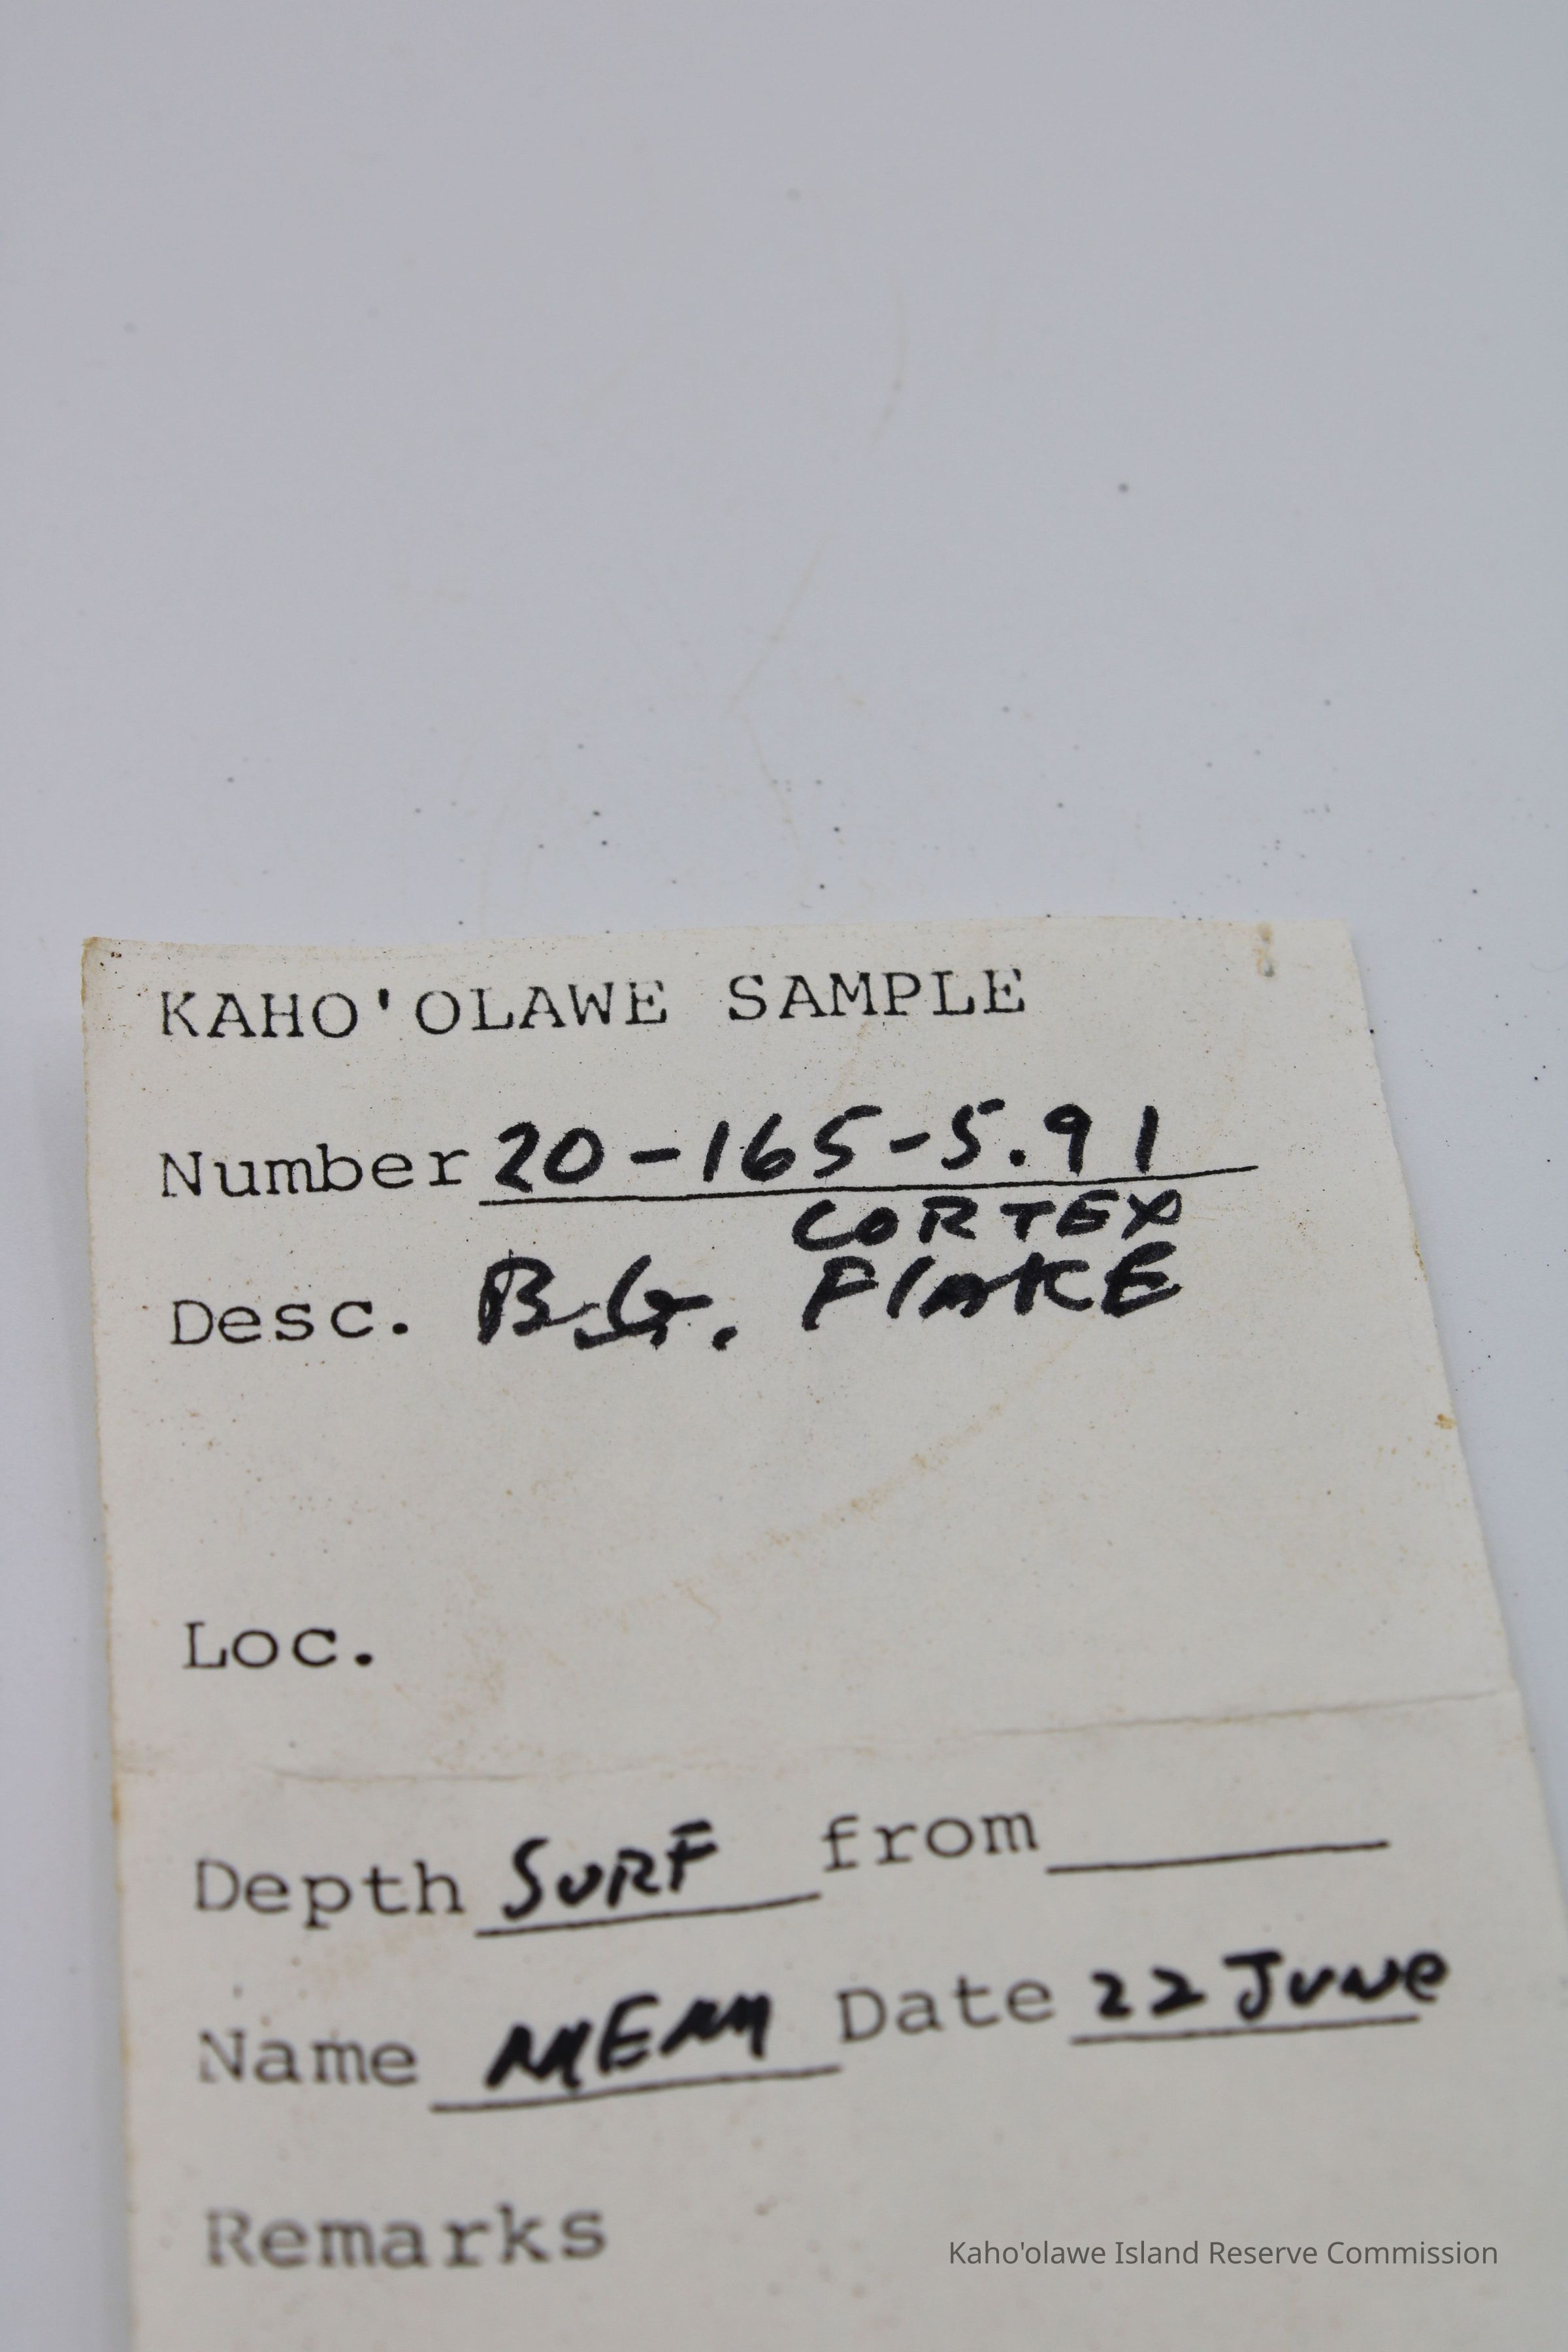 KAHO'OLAWE SAMPLE
Number 20-165-5.91
CORTEX
Desc. B.G. FlAKE
Loc.
Depth SURF from
Name MEM Date 22 JUNe
Remarks
Kaho'olawe Island Reserve Commission